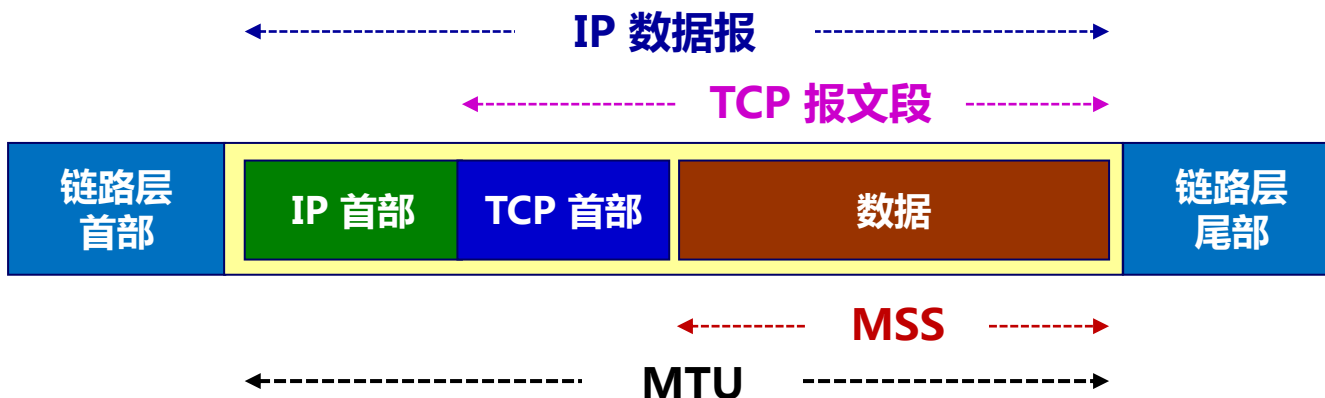 IP 数据报
TCP 报文段
链路层
首部
IP 首部
TCP 首部
数据
链路层
尾部
MSS
MTU